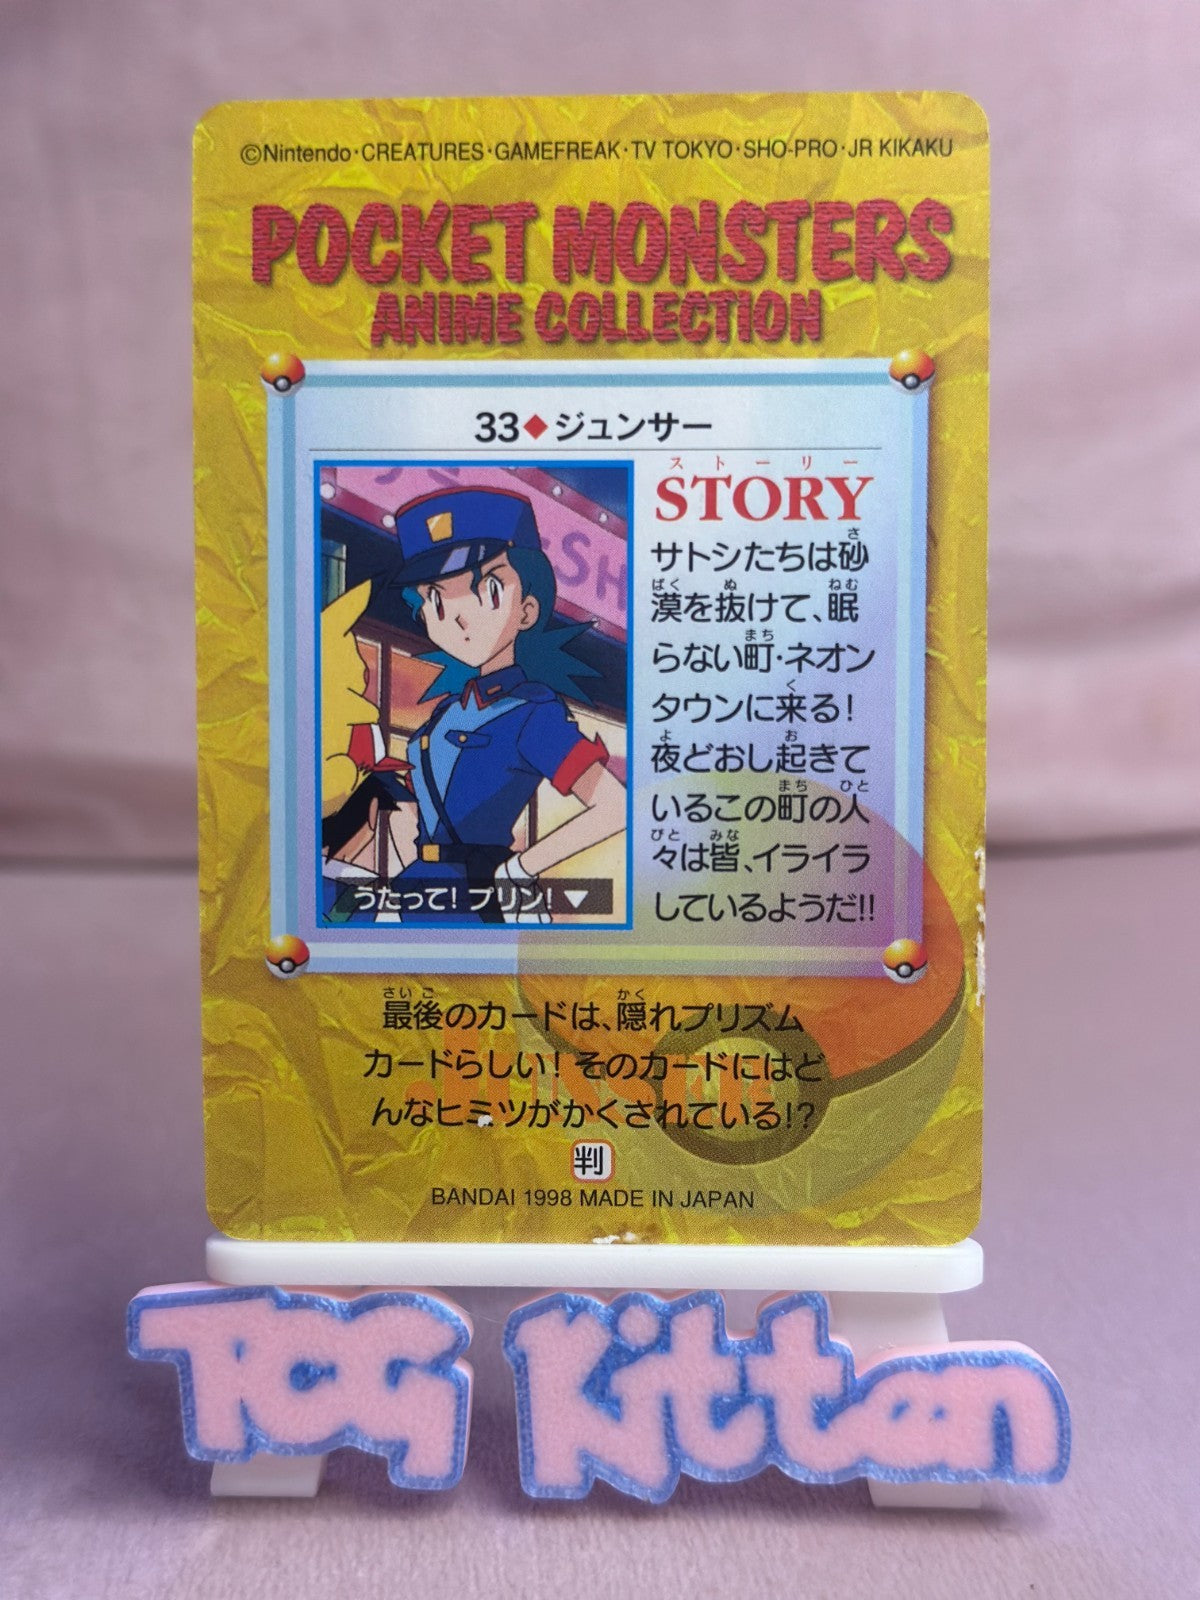 ©Nintendo・CREATURES・GAMEFREAK・TV TOKYO・SHO-PRO・JR KIKAKU
POCKET MONSTERS
ANIME COLLECTION
33◆ジュンサー
ストーリー
STORY
サトシたちは砂
漠を抜けて、眠
らない町・ネオン
タウンに来る!
夜どおし起きて
いるこの町の人
々は皆、イライラ
しているようだ!!
うたって! プリン! ▼
最後のカードは、隠れプリズム
カードらしい! そのカードにはど
んなヒミツがかくされている!?
判
BANDAI 1998 MADE IN JAPAN
TCG Kittoon